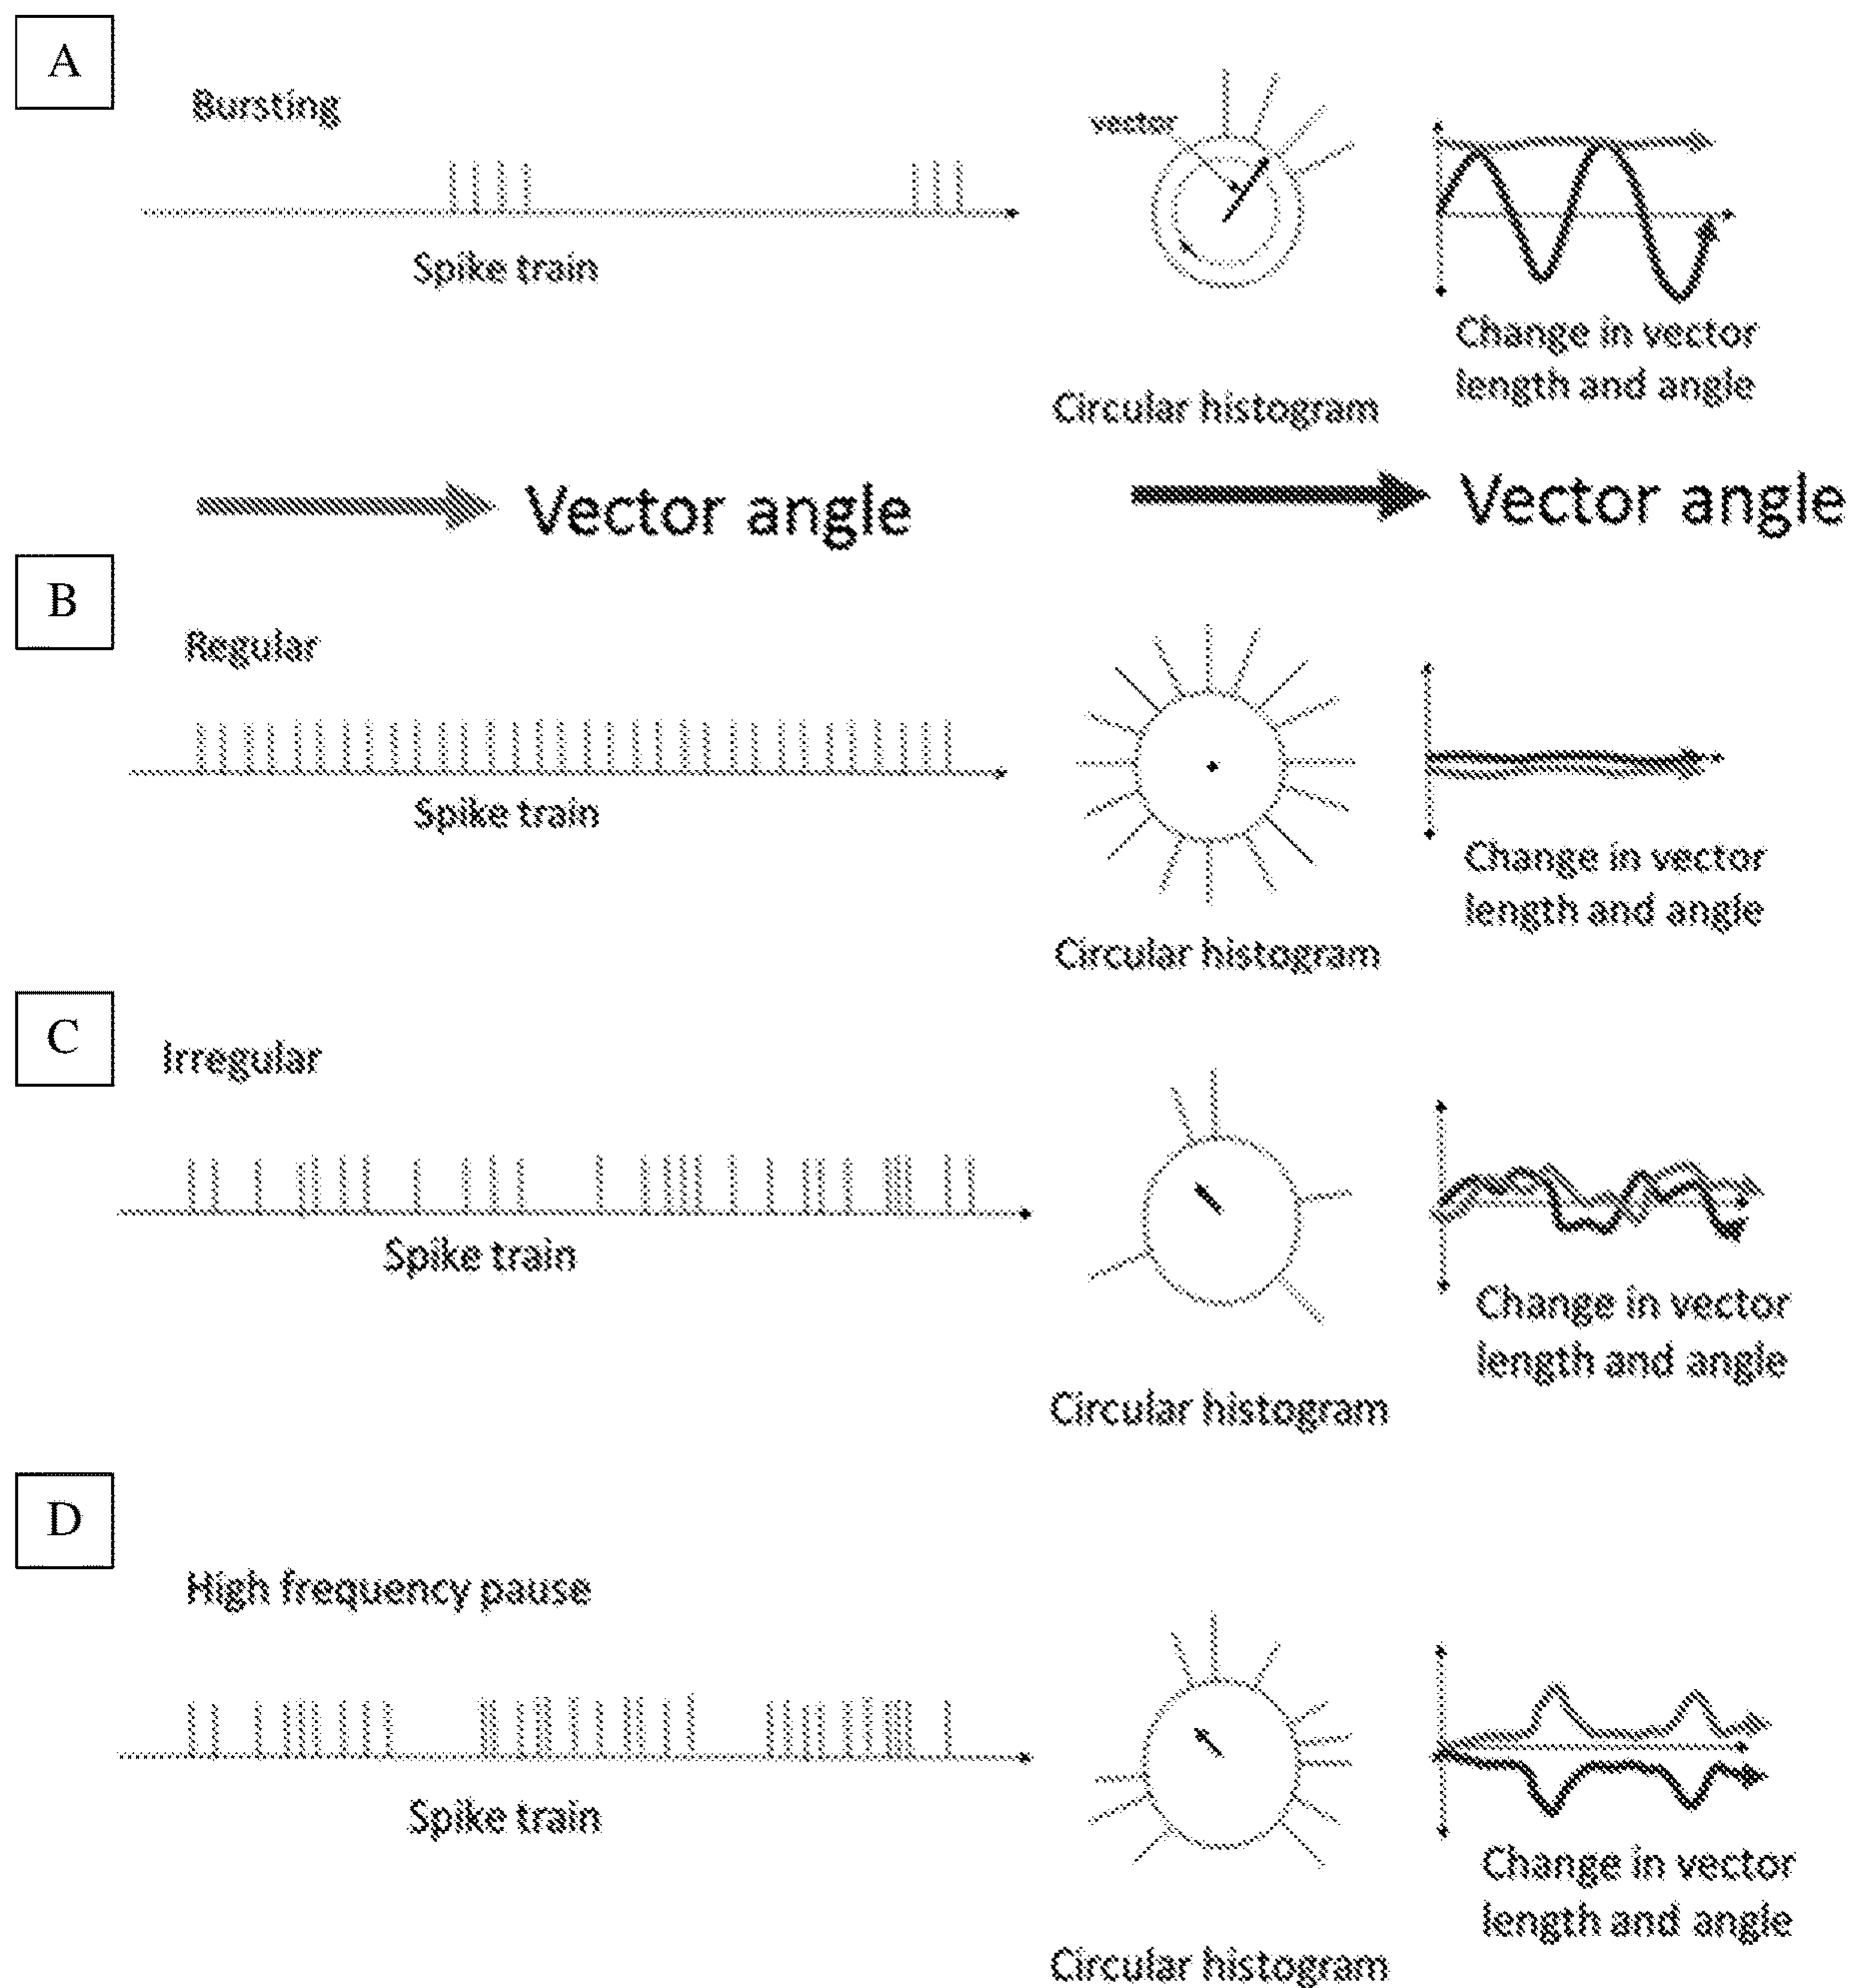 A
Bursting
vector
Spike train
Change in vector
length and angle
Circular histogram
Vector angle
Vector angle
B
Regular
Spike train
Change in vector
length and angle
Circular histogram
C
Irregular
Spike train
Change in vector
length and angle
Circular histogram
D
High frequency pause
Spike train
Change in vector
length and angle
Circular histogram